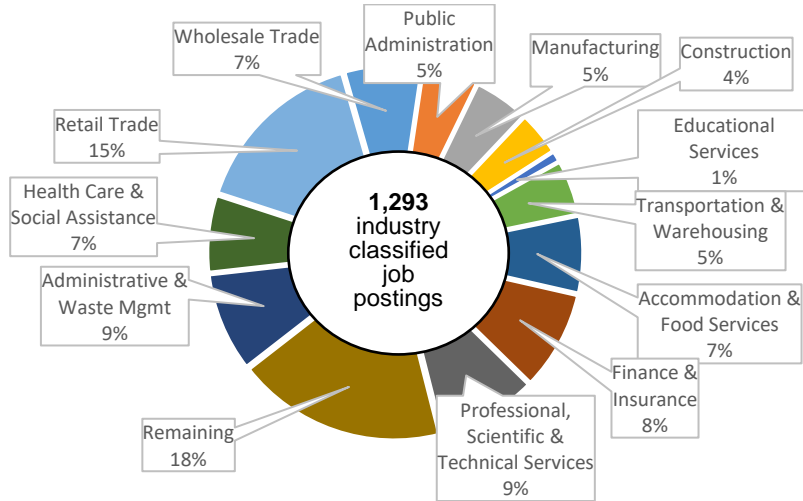 Wholesale Trade
7%
Public
Administration
5%
Manufacturing
5%
Construction
4%
Educational
Services
1%
Transportation &
Warehousing
5%
Accommodation &
Food Services
7%
Finance &
Insurance
8%
Professional,
Scientific &
Technical Services
9%
Remaining
18%
Administrative &
Waste Mgmt
9%
Health Care &
Social Assistance
7%
Retail Trade
15%
1,293
industry
classified
job
postings